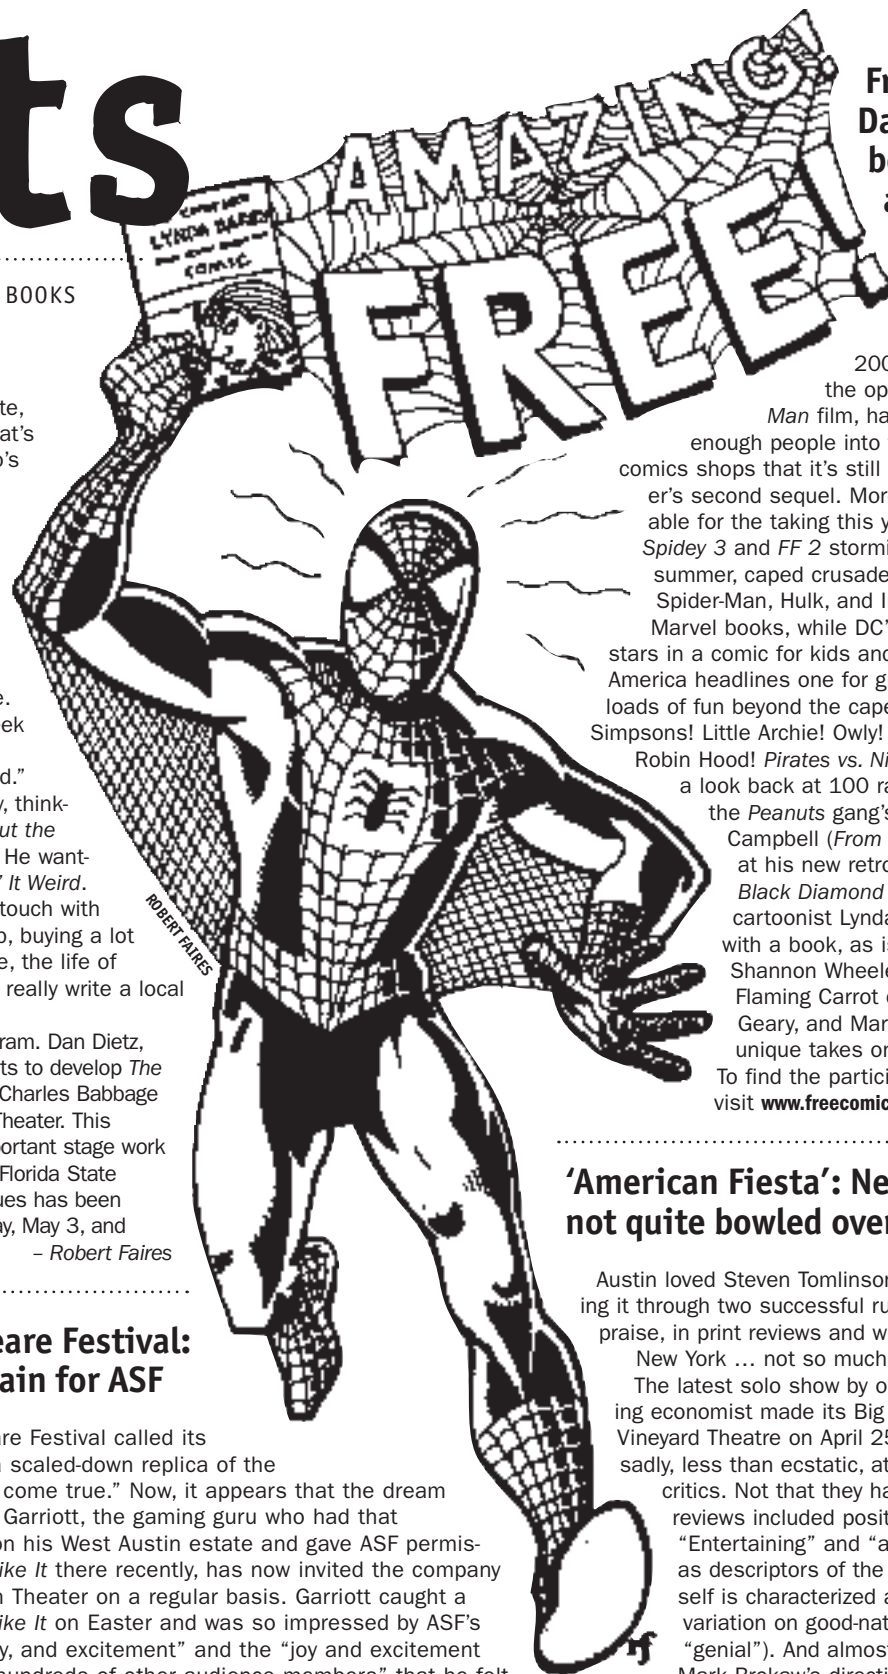 ts
BOOKS
te,
at's
o's
e.
eek
d.”
y, think-
ut the
He want-
It Weird.
touch with
o, buying a lot
e, the life of
really write a local
ram. Dan Dietz,
ts to develop The
Charles Babbage
Theater. This
portant stage work
Florida State
ues has been
ay, May 3, and
– Robert Faires
eare Festival:
ain for ASF
are Festival called its
scaled-down replica of the
come true.” Now, it appears that the dream
Garriott, the gaming guru who had that
on his West Austin estate and gave ASF permis-
ike It there recently, has now invited the company
n Theater on a regular basis. Garriott caught a
ike It on Easter and was so impressed by ASF’s
y, and excitement” and the “joy and excitement
hundreds of other audience members” that he felt
LYNDA BARRY
COMIC
AMAZING!
FREE!
ROBERT FAIRES
rf
Fr
Da
be
a
200
the op
Man film, ha
enough people into
comics shops that it’s still
er’s second sequel. Mor
able for the taking this y
Spidey 3 and FF 2 stormi
summer, caped crusade
Spider-Man, Hulk, and I
Marvel books, while DC’
stars in a comic for kids and
America headlines one for g
loads of fun beyond the cape
Simpsons! Little Archie! Owly!
Robin Hood! Pirates vs. Ni
a look back at 100 ra
the Peanuts gang’s
Campbell (From
at his new retro
Black Diamond
cartoonist Lynda
with a book, as is
Shannon Wheele
Flaming Carrot
Geary, and Mar
unique takes on
To find the partici
visit www.freecomic
‘American Fiesta’: Ne
not quite bowled over
Austin loved Steven Tomlinson
ing it through two successful ru
praise, in print reviews and w
New York … not so much
The latest solo show by o
ing economist made its Big
Vineyard Theatre on April 25
sadly, less than ecstatic, at
critics. Not that they ha
reviews included posit
“Entertaining” and “a
as descriptors of the
self is characterized a
variation on good-nat
“genial”). And almos
Mark Brokaw’s direct